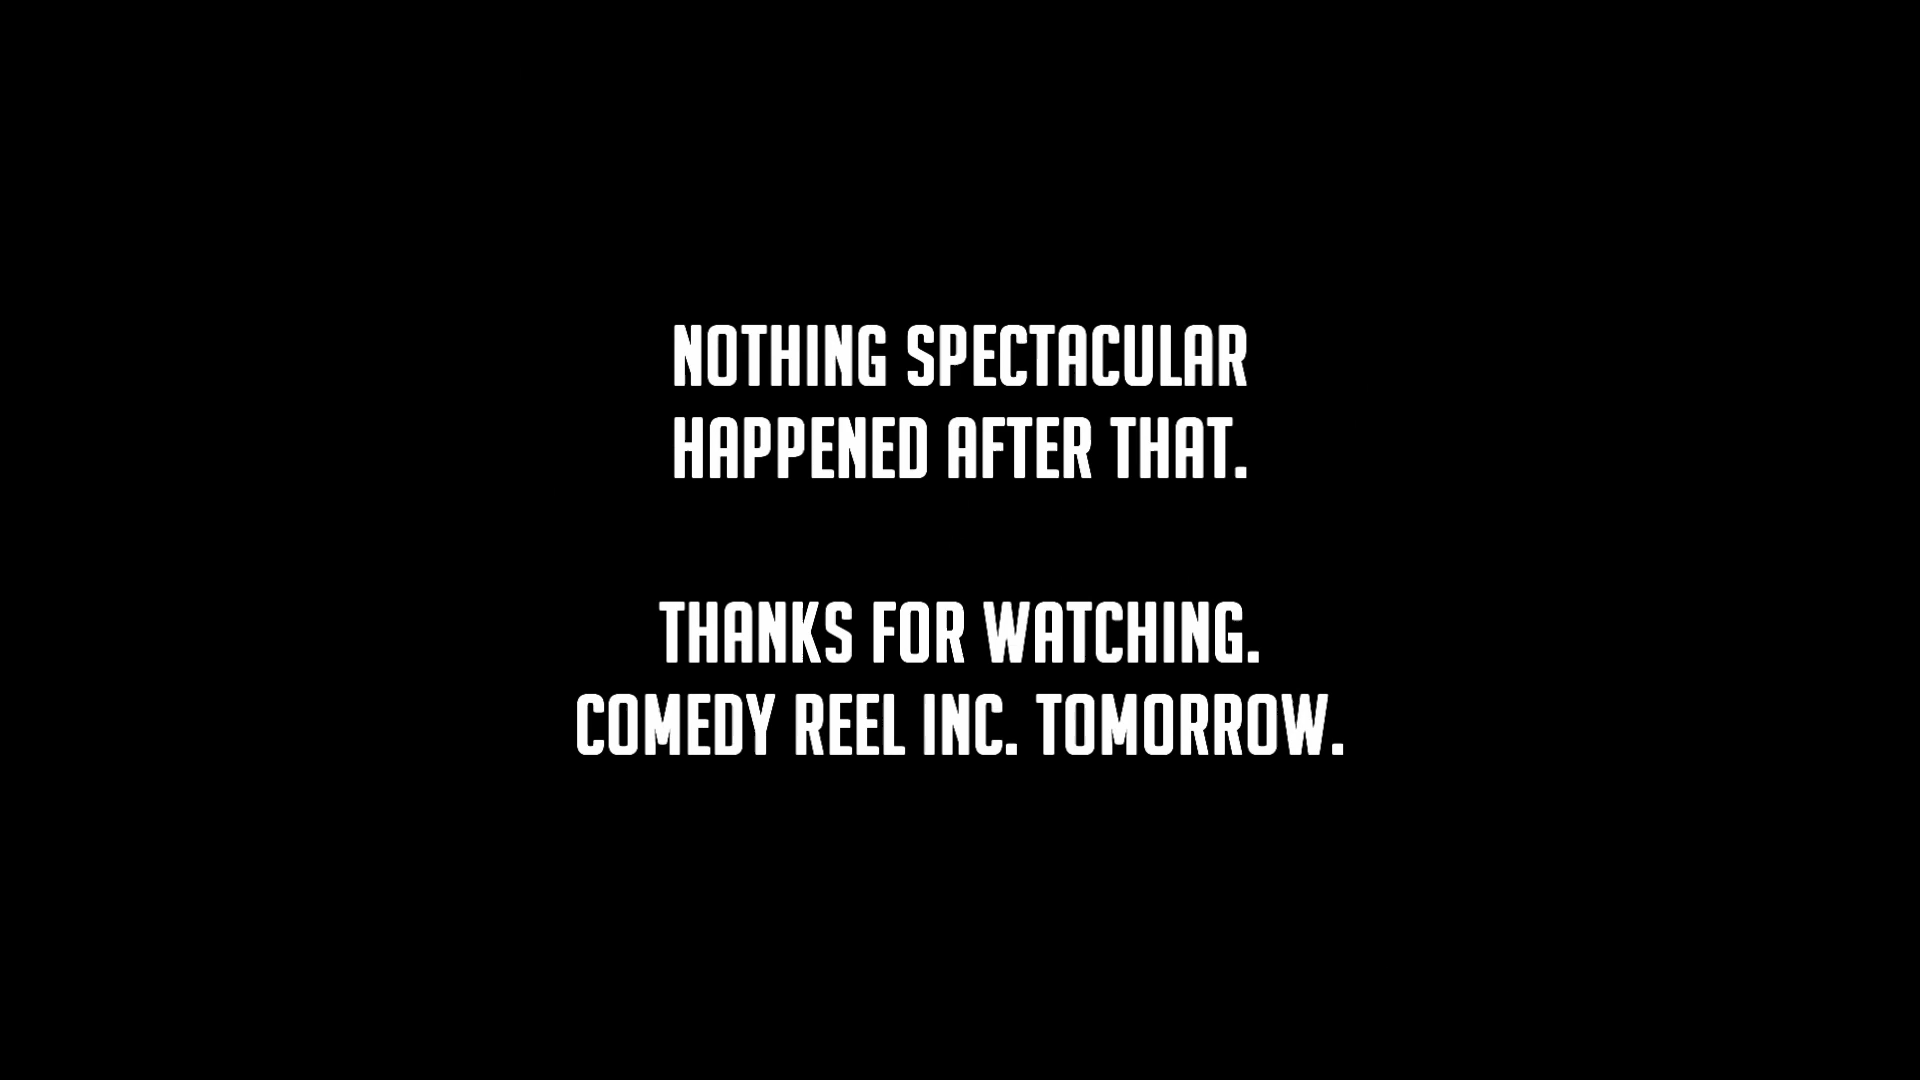 NOTHING SPECTACULAR
HAPPENED AFTER THAT.
THANKS FOR WATCHING.
COMEDY REEL INC. TOMORROW.